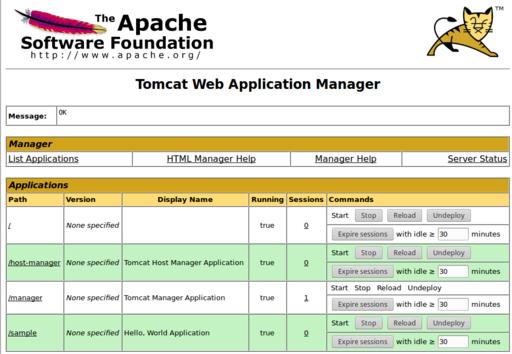 The Apache
Software Foundation
http://www.apache.org/
TM
Tomcat Web Application Manager
Message: OK
Manager
List Applications HTML Manager Help Manager Help Server Status
Applications
Path Version Display Name Running Sessions Commands
/ None specified true 0 Start Stop Reload Undeploy
Expire sessions with idle ≥ 30 minutes
/host-manager None specified Tomcat Host Manager Application true 0 Start Stop Reload Undeploy
Expire sessions with idle ≥ 30 minutes
/manager None specified Tomcat Manager Application true 1 Start Stop Reload Undeploy
Expire sessions with idle ≥ 30 minutes
/sample None specified Hello, World Application true 0 Start Stop Reload Undeploy
Expire sessions with idle ≥ 30 minutes